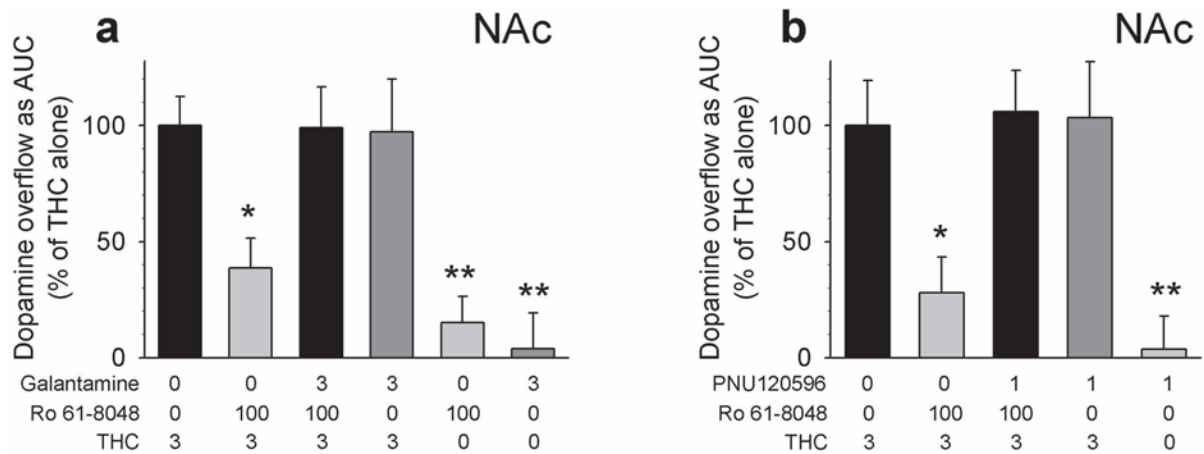 a
NAc
Dopamine overflow as AUC
(% of THC alone)
100
50
0
*
**
**
Galantamine 0 0 3 3 0 3
Ro 61-8048 0 100 100 0 100 0
THC 3 3 3 3 0 0
b
NAc
Dopamine overflow as AUC
(% of THC alone)
100
50
0
*
**
PNU120596 0 0 1 1 1
Ro 61-8048 0 100 100 0 0
THC 3 3 3 3 0